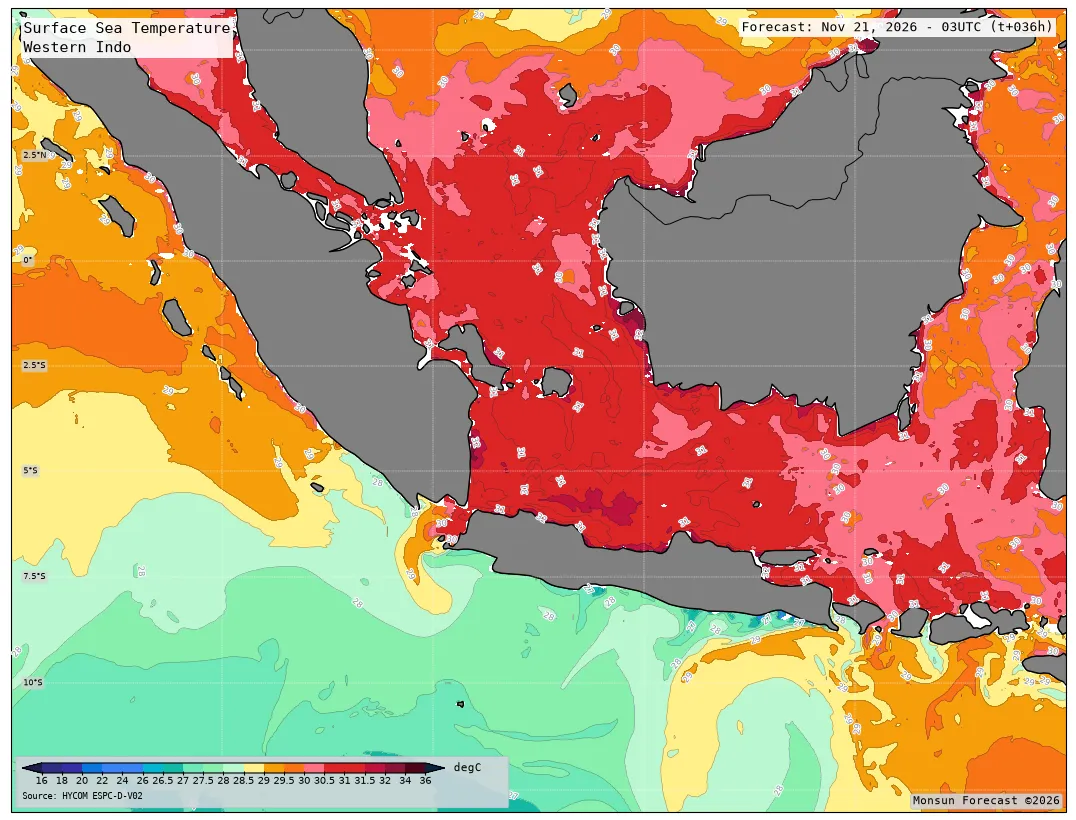 Surface Sea Temperature
Western Indo
Forecast: Nov 21, 2026 - 03UTC (t+036h)
2.5°N
0°
2.5°S
5°S
7.5°S
10°S
degC
16 18 20 22 24 26 26.5 27 27.5 28 28.5 29 29.5 30 30.5 31 31.5 32 34 36
Source: HYCOM ESPC-D-V02
Monsun Forecast ©2026